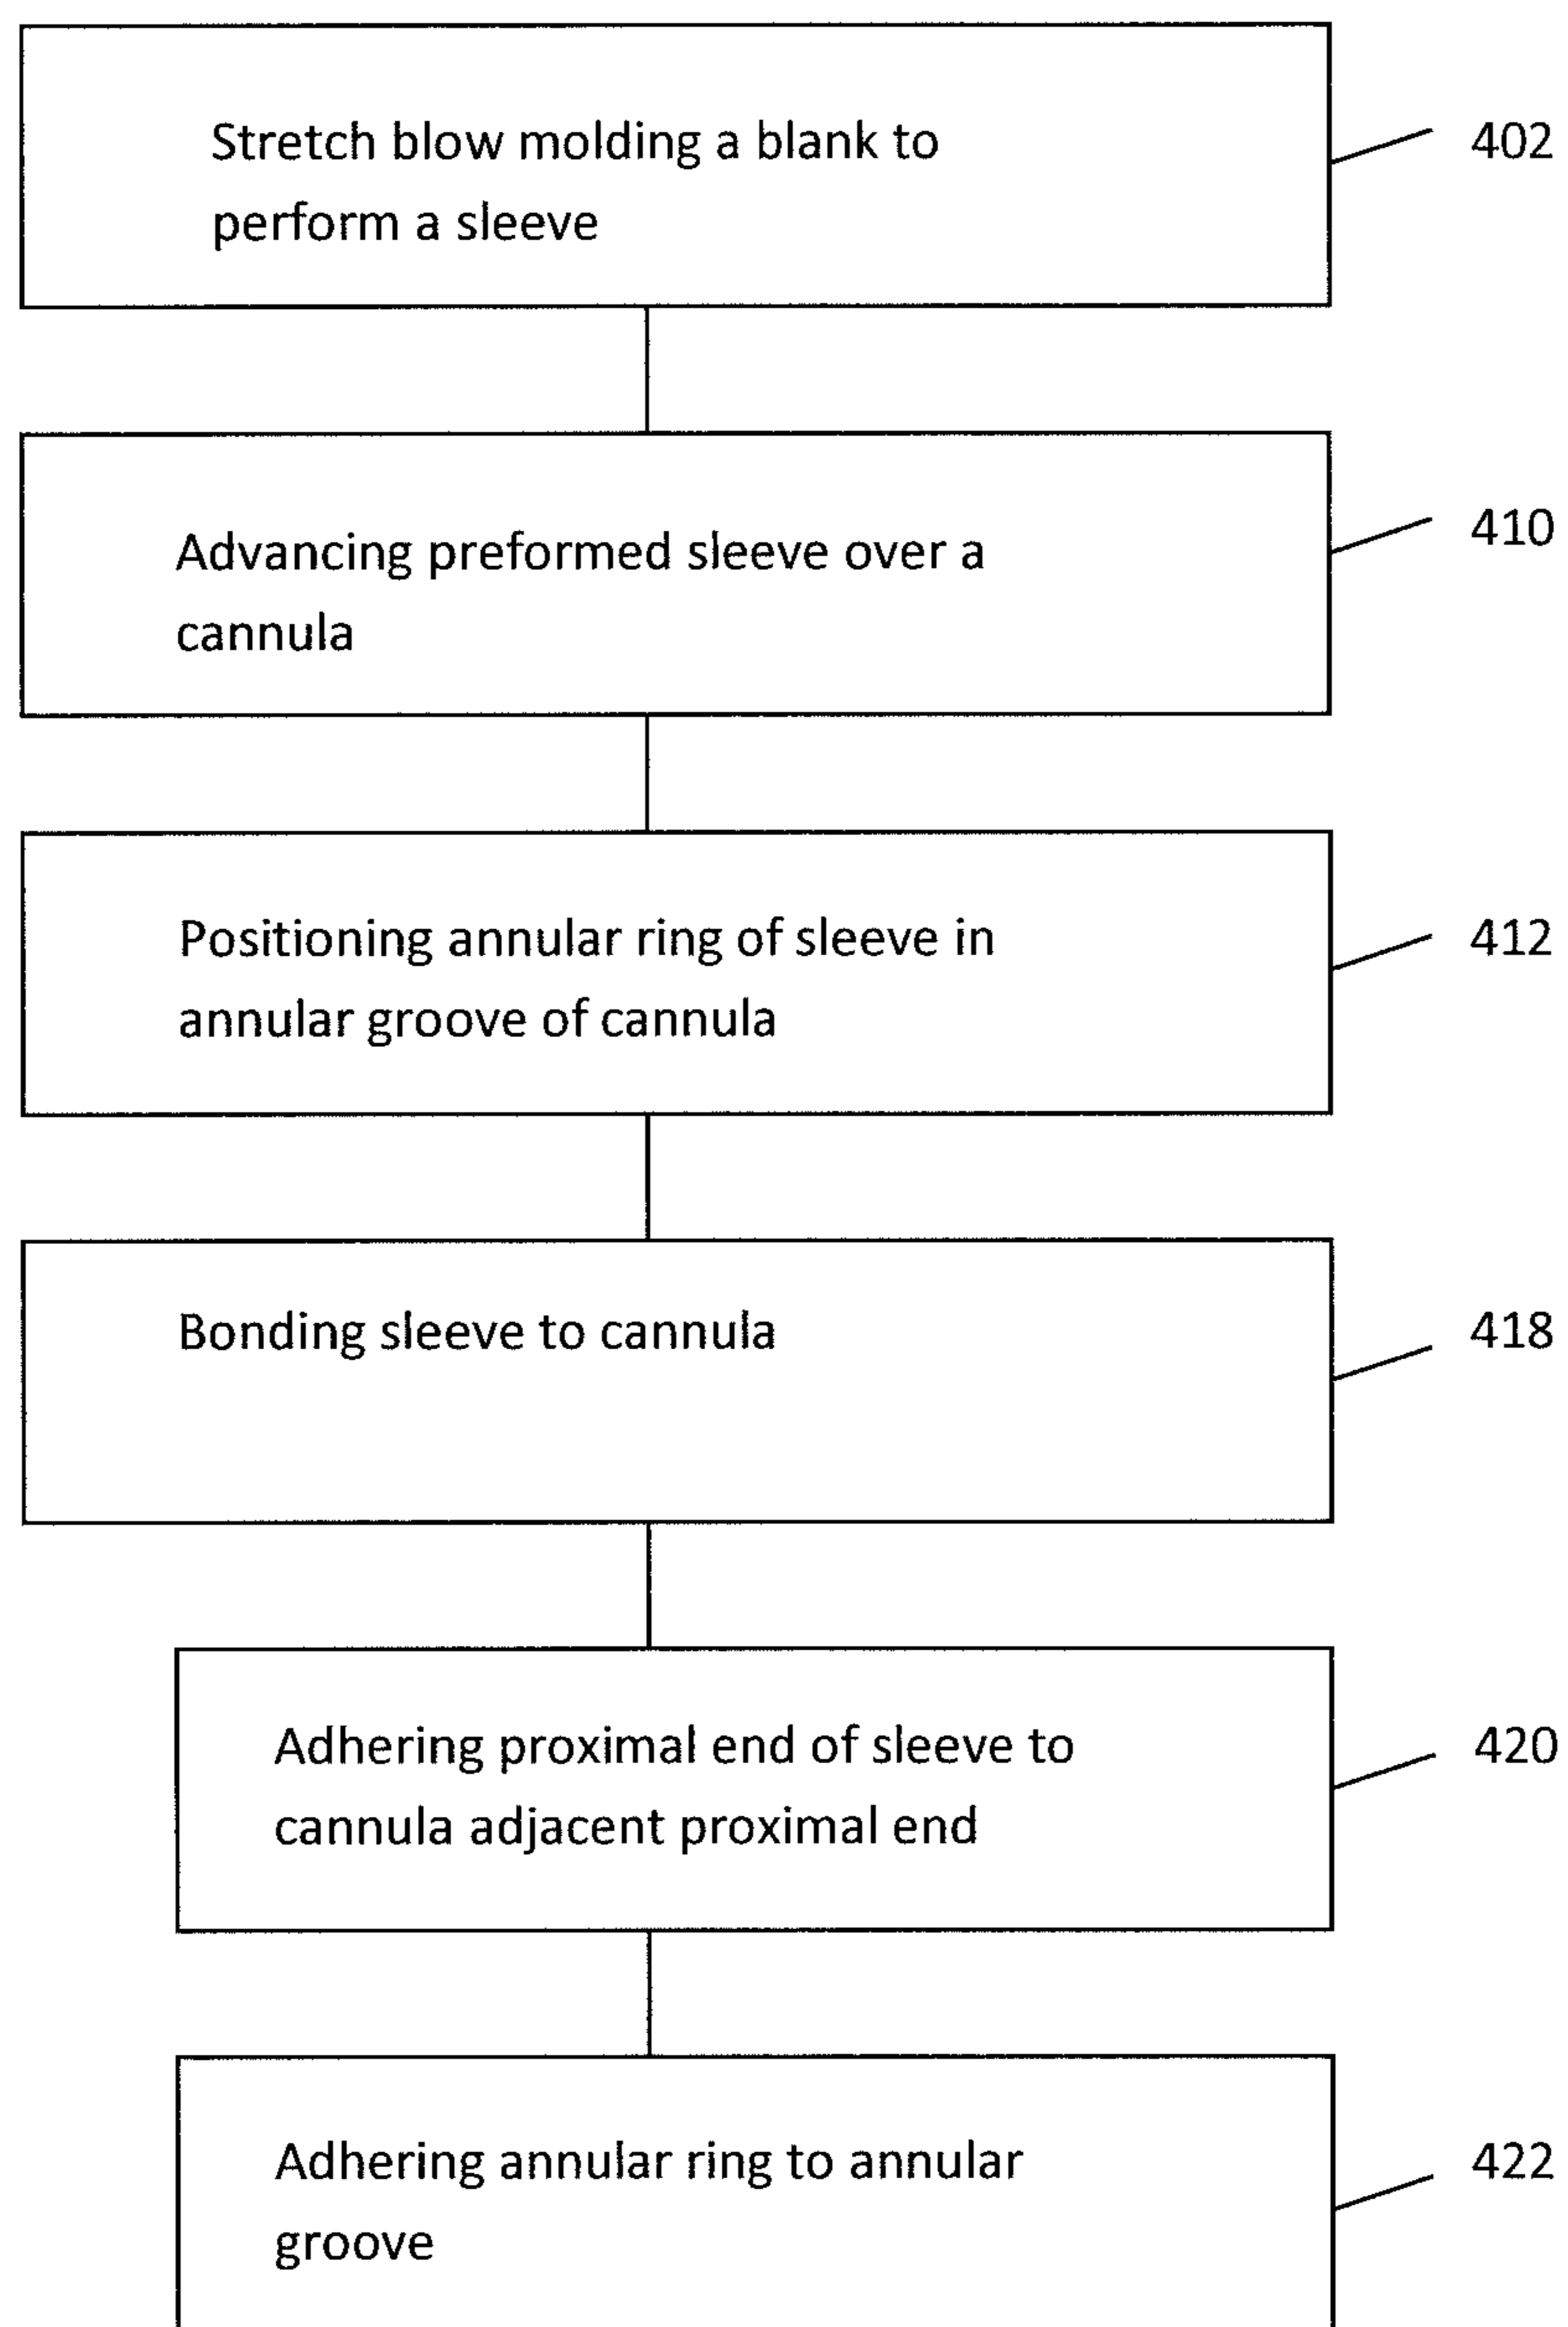 Stretch blow molding a blank to
perform a sleeve
402
Advancing preformed sleeve over a
cannula
410
Positioning annular ring of sleeve in
annular groove of cannula
412
Bonding sleeve to cannula
418
Adhering proximal end of sleeve to
cannula adjacent proximal end
420
Adhering annular ring to annular
groove
422